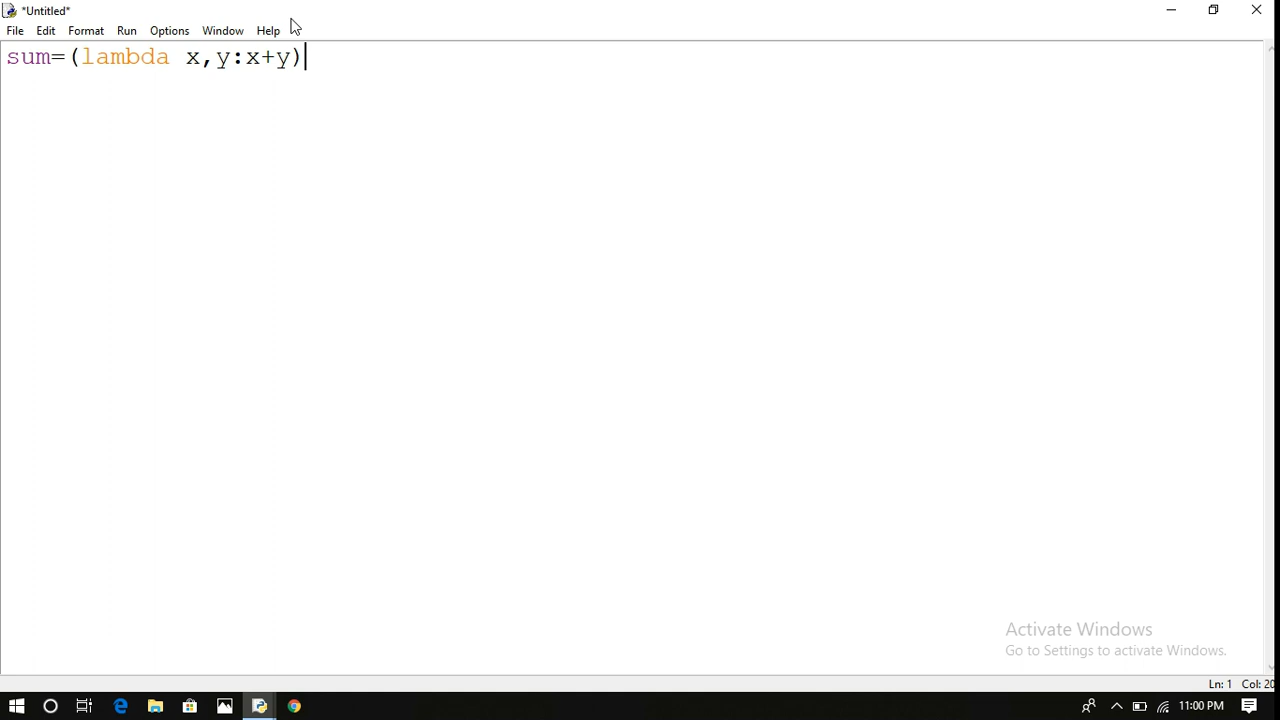 *Untitled*
File Edit Format Run Options Window Help
sum=(lambda x,y:x+y)
Activate Windows
Go to Settings to activate Windows.
Ln: 1 Col: 20
11:00 PM